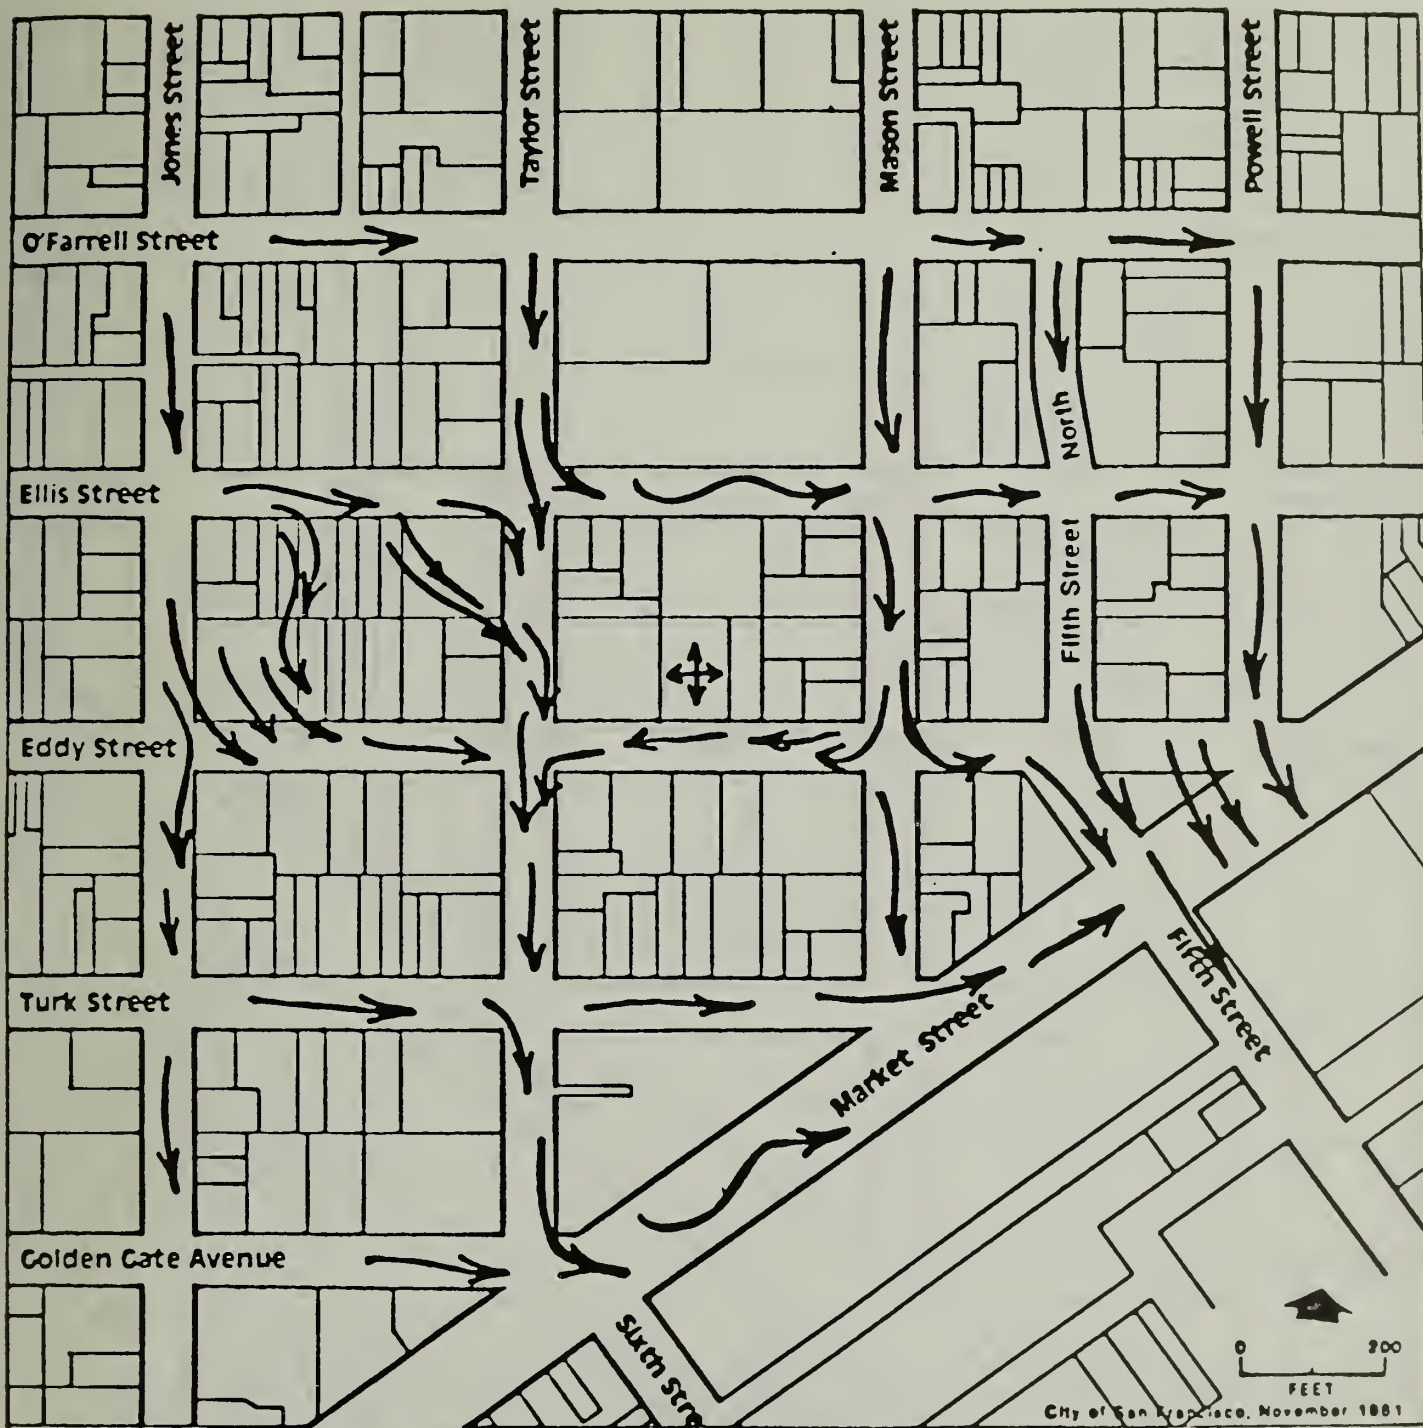 Jones Street
Taylor Street
Mason Street
Powell Street
O'Farrell Street
North
Ellis Street
Fifth Street
Eddy Street
Fifth Street
Turk Street
Market Street
Golden Gate Avenue
Sixth Street
0 200
FEET
City of San Francisco, November 1981